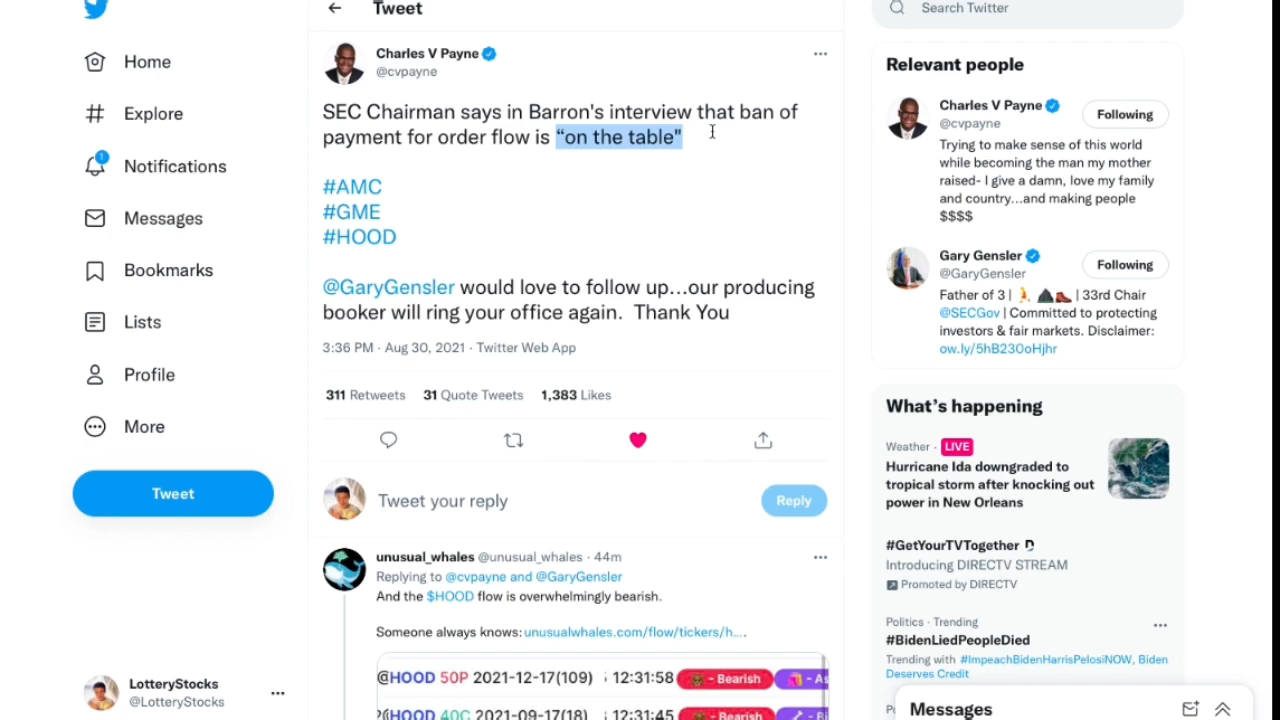 Home
Explore
1
Notifications
Messages
Bookmarks
Lists
Profile
More
Tweet
LotteryStocks
@LotteryStocks
Tweet
Charles V Payne
@cvpayne
SEC Chairman says in Barron's interview that ban of
payment for order flow is “on the table"
#AMC
#GME
#HOOD
@GaryGensler would love to follow up...our producing
booker will ring your office again. Thank You
3:36 PM · Aug 30, 2021 · Twitter Web App
311 Retweets 31 Quote Tweets 1,383 Likes
Tweet your reply
Reply
unusual_whales @unusual_whales · 44m
Replying to @cvpayne and @GaryGensler
And the $HOOD flow is overwhelmingly bearish.
Someone always knows: unusualwhales.com/flow/tickers/h...
@HOOD 50P 2021-12-17(109) 12:31:58 - Bearish
HOOD 40C 2021-09-17(18) 12:31:45 - Bearish
Search Twitter
Relevant people
Charles V Payne
@cvpayne
Following
Trying to make sense of this world
while becoming the man my mother
raised- I give a damn, love my family
and country...and making people
$$$$
Gary Gensler
@GaryGensler
Following
Father of 3 | | 33rd Chair
@SECGov | Committed to protecting
investors & fair markets. Disclaimer:
ow.ly/5hB230oHjhr
What’s happening
Weather · LIVE
Hurricane Ida downgraded to
tropical storm after knocking out
power in New Orleans
#GetYourTVTogether
Introducing DIRECTV STREAM
Promoted by DIRECTV
Politics · Trending
#BidenLiedPeopleDied
Trending with #ImpeachBidenHarrisPelosiNOW, Biden
Deserves Credit
Messages